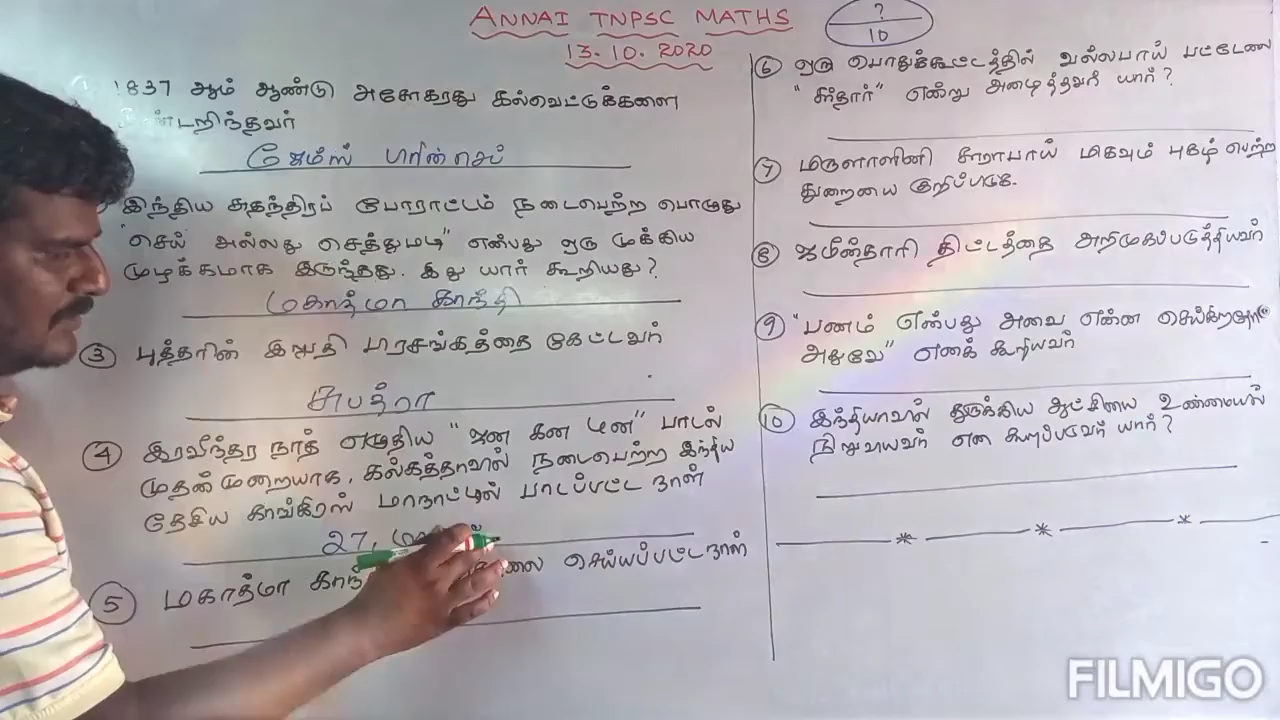 ANNAI TNPSC MATHS
13.10.2020
?
10
1837 ஆம் ஆண்டு அசோகரது கல்வெட்டுக்களை
டறிந்தவர்
ஜேம்ஸ் பிரின்செப்
இந்திய சுதந்திரப் போராட்டம் நடைபெற்ற பொழுது
"செய் அல்லது செத்துமடி" என்பது ஒரு முக்கிய
முழக்கமாக இருந்தது. இது யார் கூறியது?
மகாத்மா காந்தி
3 புத்தரின் இறுதி பிரசங்கத்தை கேட்டவர்
சுபத்ரா
4 இரவீந்தர நாத் எழுதிய "ஜன கன மன" பாடல்
முதன் முறையாக, கல்கத்தாவில் நடைபெற்ற இந்திய
தேசிய காங்கிரஸ் மாநாட்டில் பாடப்பட்ட நாள்
27,
5 மகாத்மா செய்யப்பட்ட நாள்
6 ஒரு பொதுக்கூட்டத்தில் வல்லபாய் பட்டேலை
"சர்தார்" என்று அழைத்தவர் யார்?
7 மிருளாளினி சாராபாய் மிகவும் புகழ் பெற்ற
துறையை குறிப்பிடுக.
8 ஜமீன்தாரி திட்டத்தை அறிமுகப்படுத்தியவர்
9 "பணம் என்பது அவை என்ன செய்கிறதோ
அதுவே" எனக் கூறியவர்
10 இந்தியாவில் துருக்கிய ஆட்சியை உண்மையில்
நிறுவியவர் என கூறப்படுவர் யார்?
FILMIGO